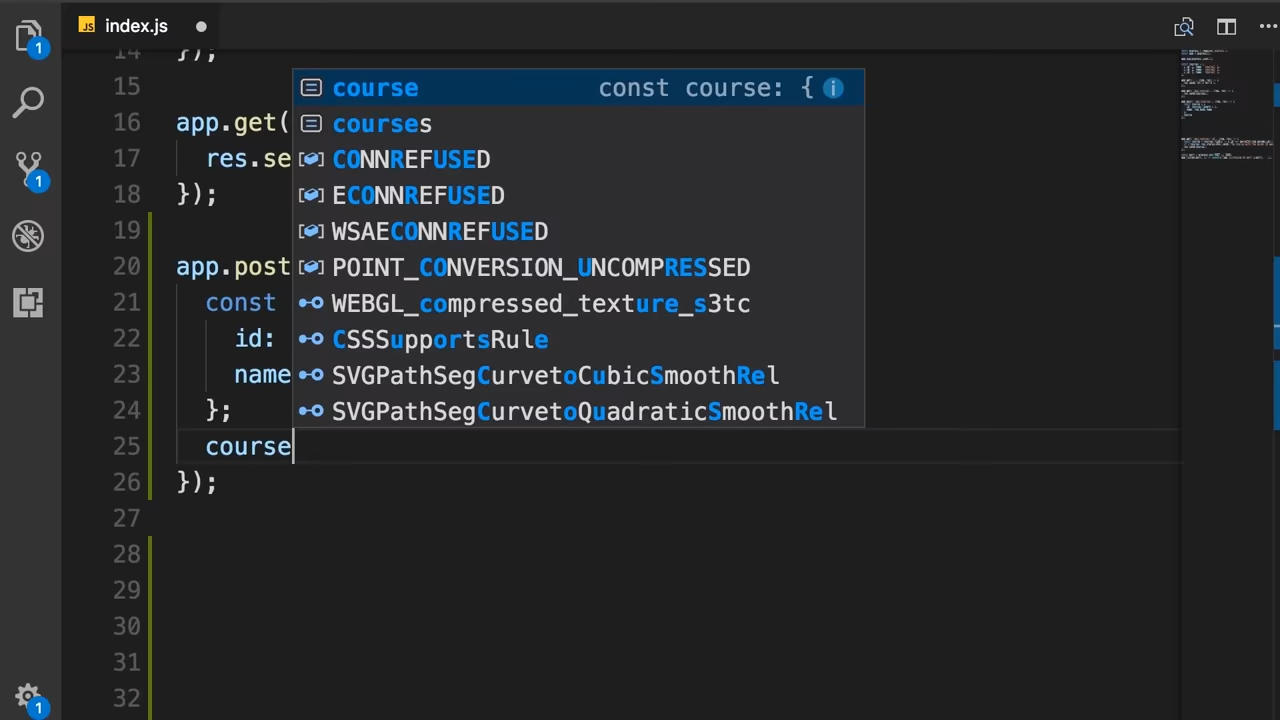 1
1
1
JS index.js
14 });
15
16 app.get(
17 res.se
18 });
19
20 app.post
21 const
22 id:
23 name
24 };
25 course
26 });
27
28
29
30
31
32
course const course: {
courses
CONNREFUSED
ECONNREFUSED
WSAECONNREFUSED
POINT_CONVERSION_UNCOMPRESSED
WEBGL_compressed_texture_s3tc
CSSSupportsRule
SVGPathSegCurvetoCubicSmoothRel
SVGPathSegCurvetoQuadraticSmoothRel